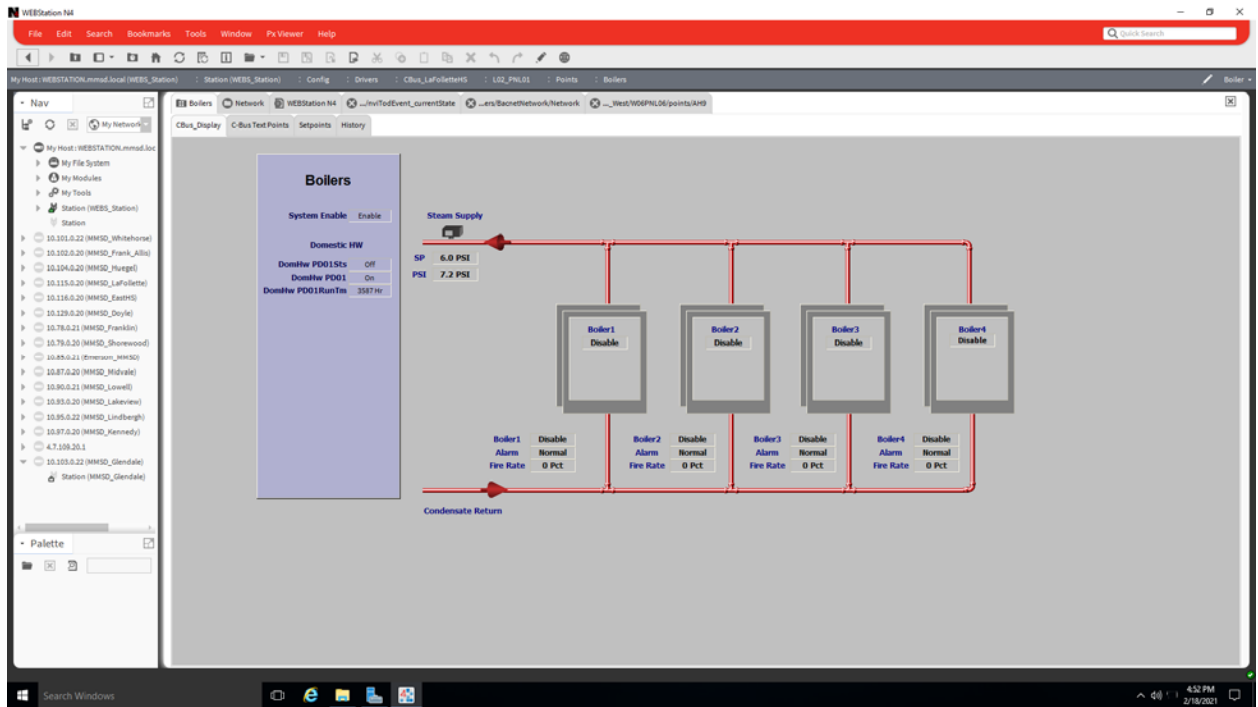 WEBStation N4
File Edit Search Bookmarks Tools Window Px Viewer Help
Quick Search
My Host : WEBSTATION.mmsd.local (WEBS_Station) : Station (WEBS_Station) : Config : Drivers : CBus_LaFolletteHS : L02_PNL01 : Points : Boilers
Boiler
Nav
My Network
My Host : WEBSTATION.mmsd.loc
My File System
My Modules
My Tools
Station (WEBS_Station)
Station
10.101.0.22 (MMSD_Whitehorse)
10.102.0.20 (MMSD_Frank_Allis)
10.104.0.20 (MMSD_Huegel)
10.115.0.20 (MMSD_LaFollette)
10.116.0.20 (MMSD_EastHS)
10.129.0.20 (MMSD_Doyle)
10.78.0.21 (MMSD_Franklin)
10.79.0.20 (MMSD_Shorewood)
10.85.0.21 (Emerson_MMSD)
10.87.0.20 (MMSD_Midvale)
10.90.0.21 (MMSD_Lowell)
10.93.0.20 (MMSD_Lakeview)
10.95.0.22 (MMSD_Lindbergh)
10.97.0.20 (MMSD_Kennedy)
4.7.109.20.1
10.103.0.22 (MMSD_Glendale)
Station (MMSD_Glendale)
Palette
Boilers Network WEBStation N4 .../nviTodEvent_currentState ...ers/BacnetNetwork/Network ..._West/W06PNL06/points/AH9
CBus_Display C-Bus Text Points Setpoints History
Boilers
System Enable Enable
Domestic HW
DomHw PD01Sts Off
DomHw PD01 On
DomHw PD01RunTm 3587 Hr
Steam Supply
SP 6.0 PSI
PSI 7.2 PSI
Boiler1 Boiler2 Boiler3 Boiler4
Disable Disable Disable Disable
Boiler1 Disable Boiler2 Disable Boiler3 Disable Boiler4 Disable
Alarm Normal Alarm Normal Alarm Normal Alarm Normal
Fire Rate 0 Pct Fire Rate 0 Pct Fire Rate 0 Pct Fire Rate 0 Pct
Condensate Return
Search Windows
4:52 PM
2/18/2021